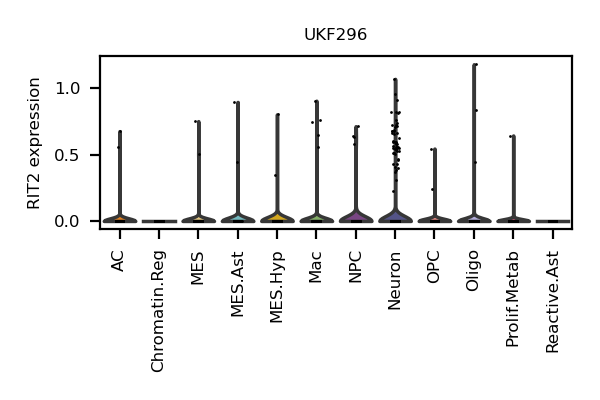 UKF296
RIT2 expression
1.0
0.5
0.0
AC
Chromatin.Reg
MES
MES.Ast
MES.Hyp
Mac
NPC
Neuron
OPC
Oligo
Prolif.Metab
Reactive.Ast